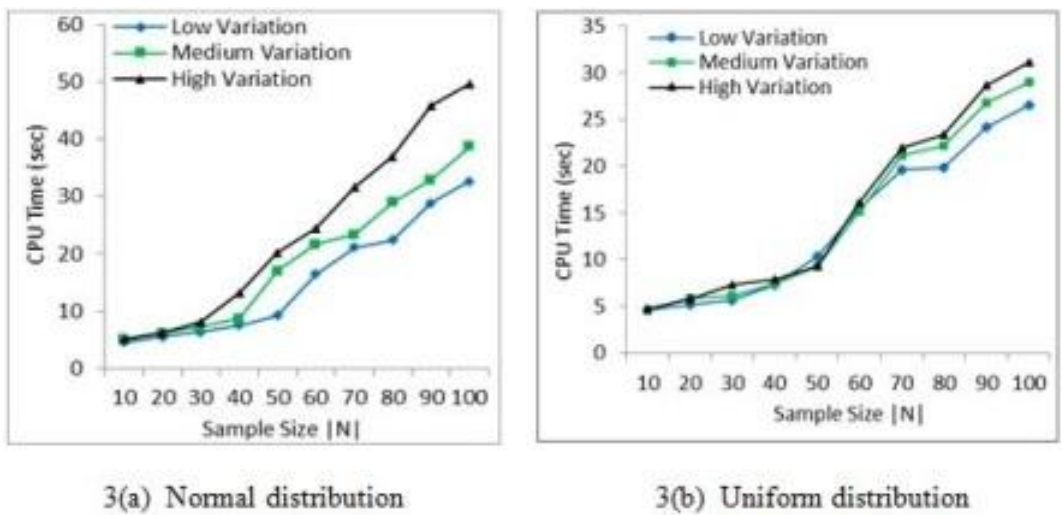 60
50
40
30
20
10
0
CPU Time (sec)
Low Variation
Medium Variation
High Variation
10 20 30 40 50 60 70 80 90 100
Sample Size |N|
3(a) Normal distribution
35
30
25
20
15
10
5
0
CPU Time (sec)
Low Variation
Medium Variation
High Variation
10 20 30 40 50 60 70 80 90 100
Sample Size |N|
3(b) Uniform distribution